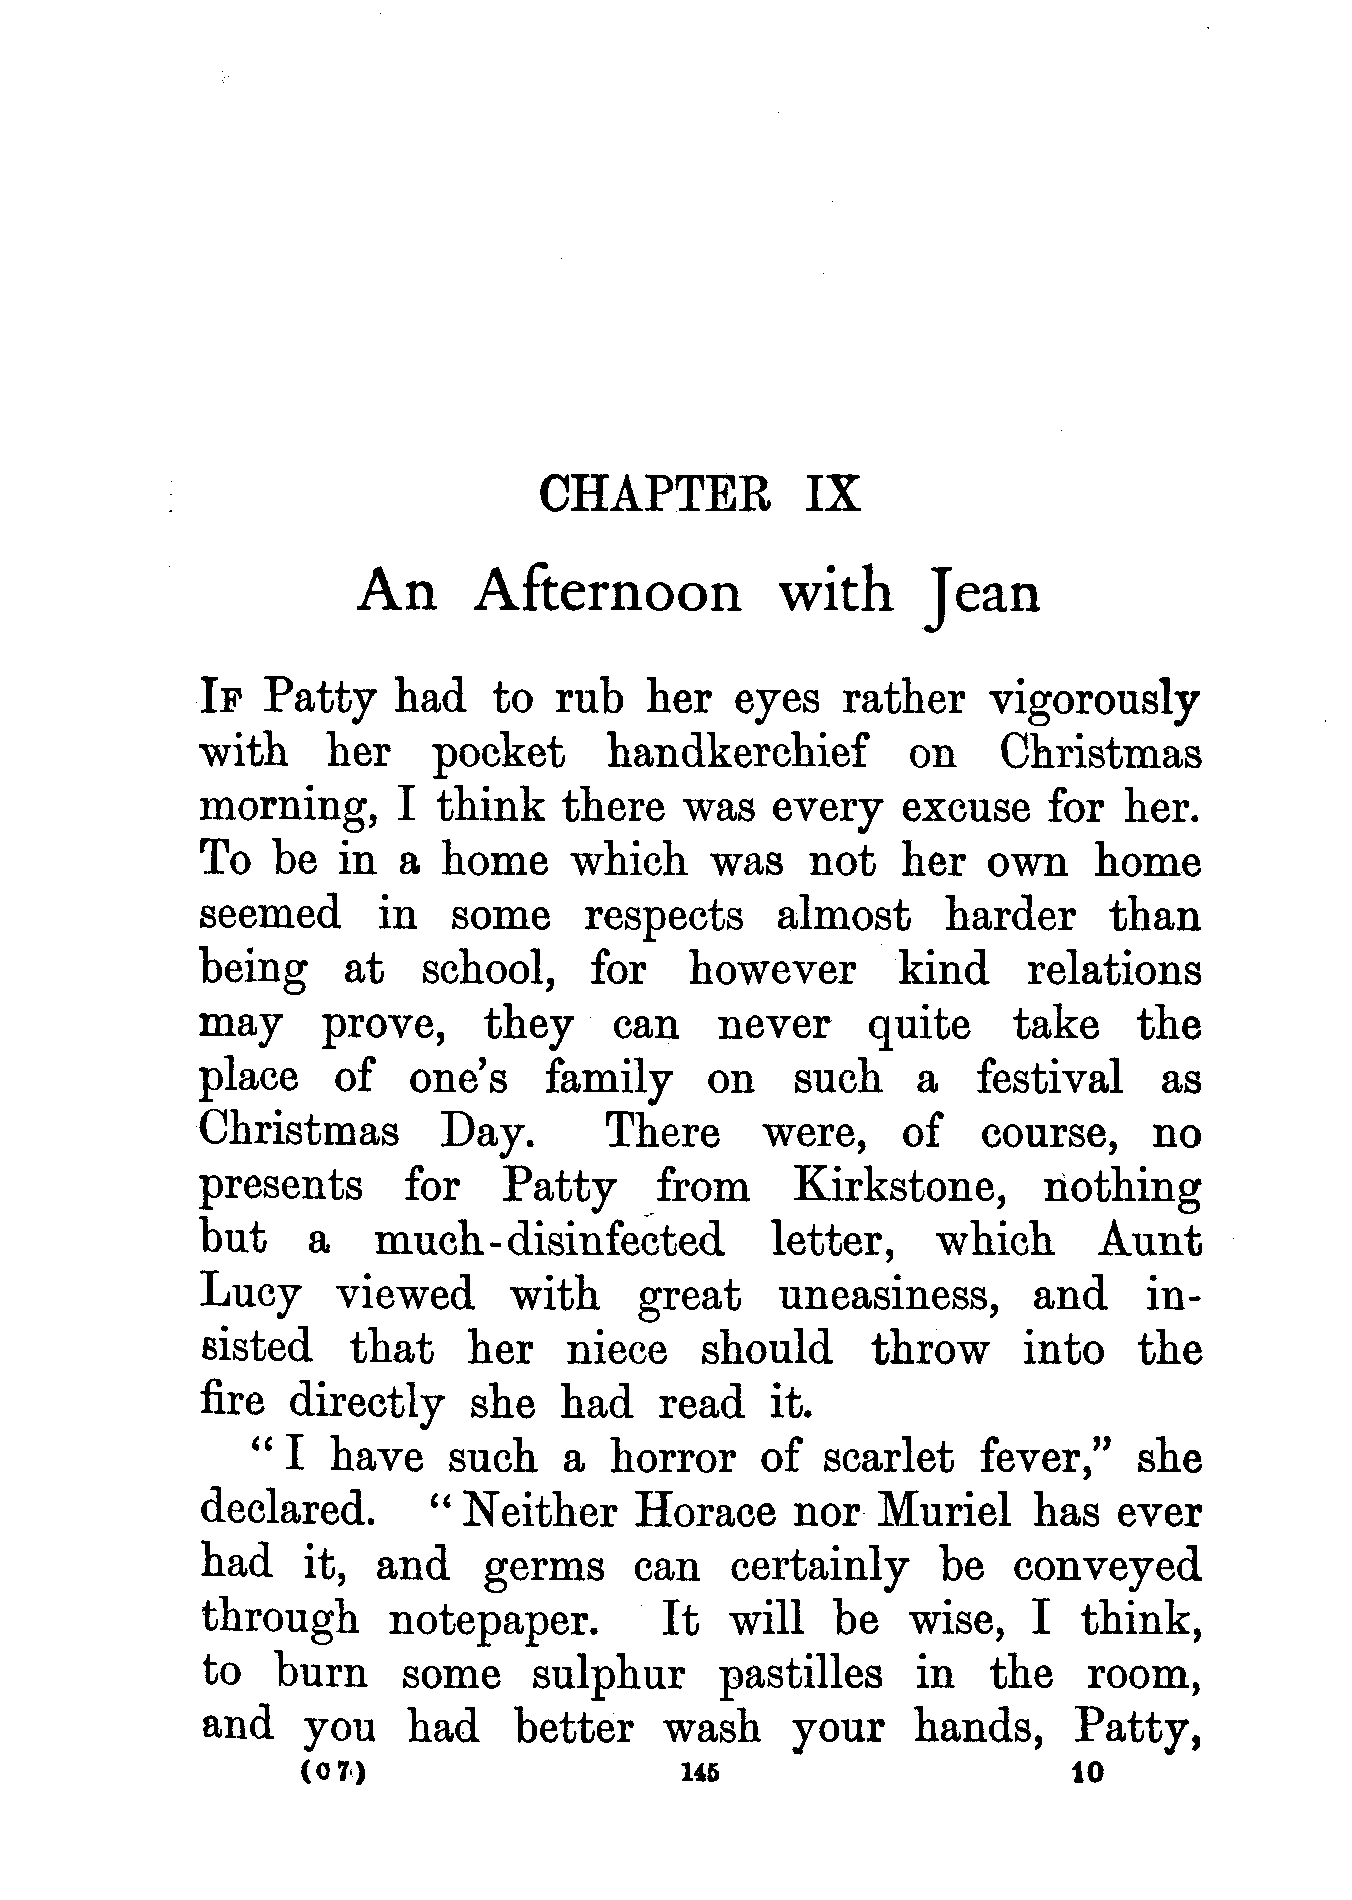 CHAPTER IX
An Afternoon with Jean
IF Patty had to rub her eyes rather vigorously
with her pocket handkerchief on Christmas
morning, I think there was every excuse for her.
To be in a home which was not her own home
seemed in some respects almost harder than
being at school, for however kind relations
may prove, they can never quite take the
place of one's family on such a festival as
Christmas Day. There were, of course, no
presents for Patty from Kirkstone, nothing
but a much-disinfected letter, which Aunt
Lucy viewed with great uneasiness, and in-
sisted that her niece should throw into the
fire directly she had read it.
"I have such a horror of scarlet fever," she
declared. "Neither Horace nor Muriel has ever
had it, and germs can certainly be conveyed
through notepaper. It will be wise, I think,
to burn some sulphur pastilles in the room,
and you had better wash your hands, Patty,
(C 7) 145 10